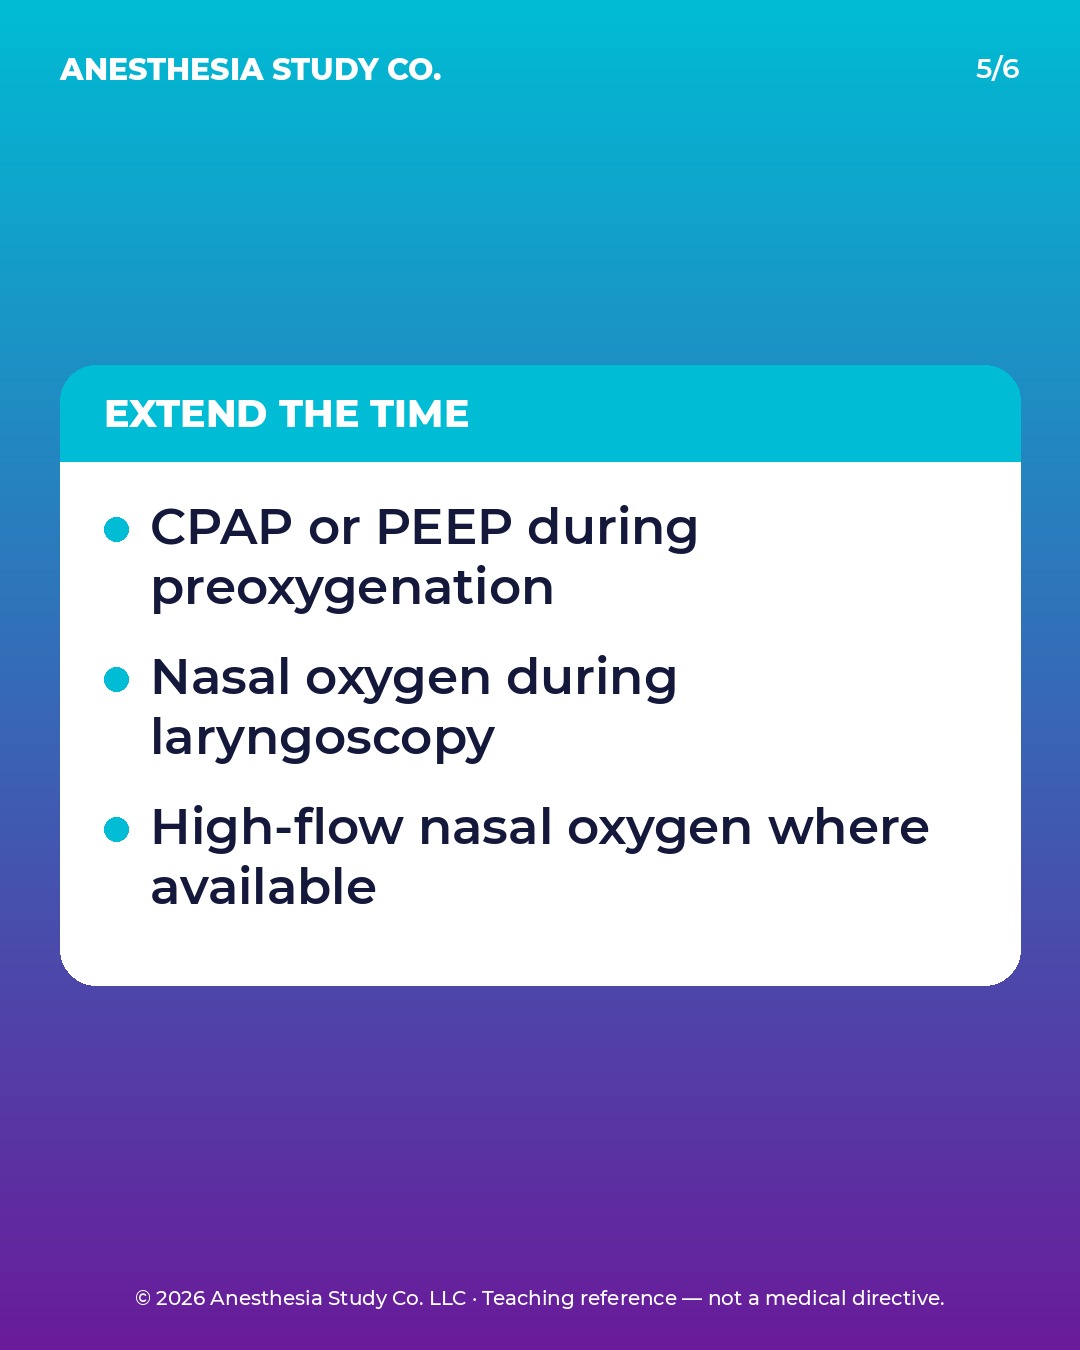 ANESTHESIA STUDY CO.
5/6
EXTEND THE TIME
CPAP or PEEP during
preoxygenation
Nasal oxygen during
laryngoscopy
High-flow nasal oxygen where
available
© 2026 Anesthesia Study Co. LLC · Teaching reference — not a medical directive.